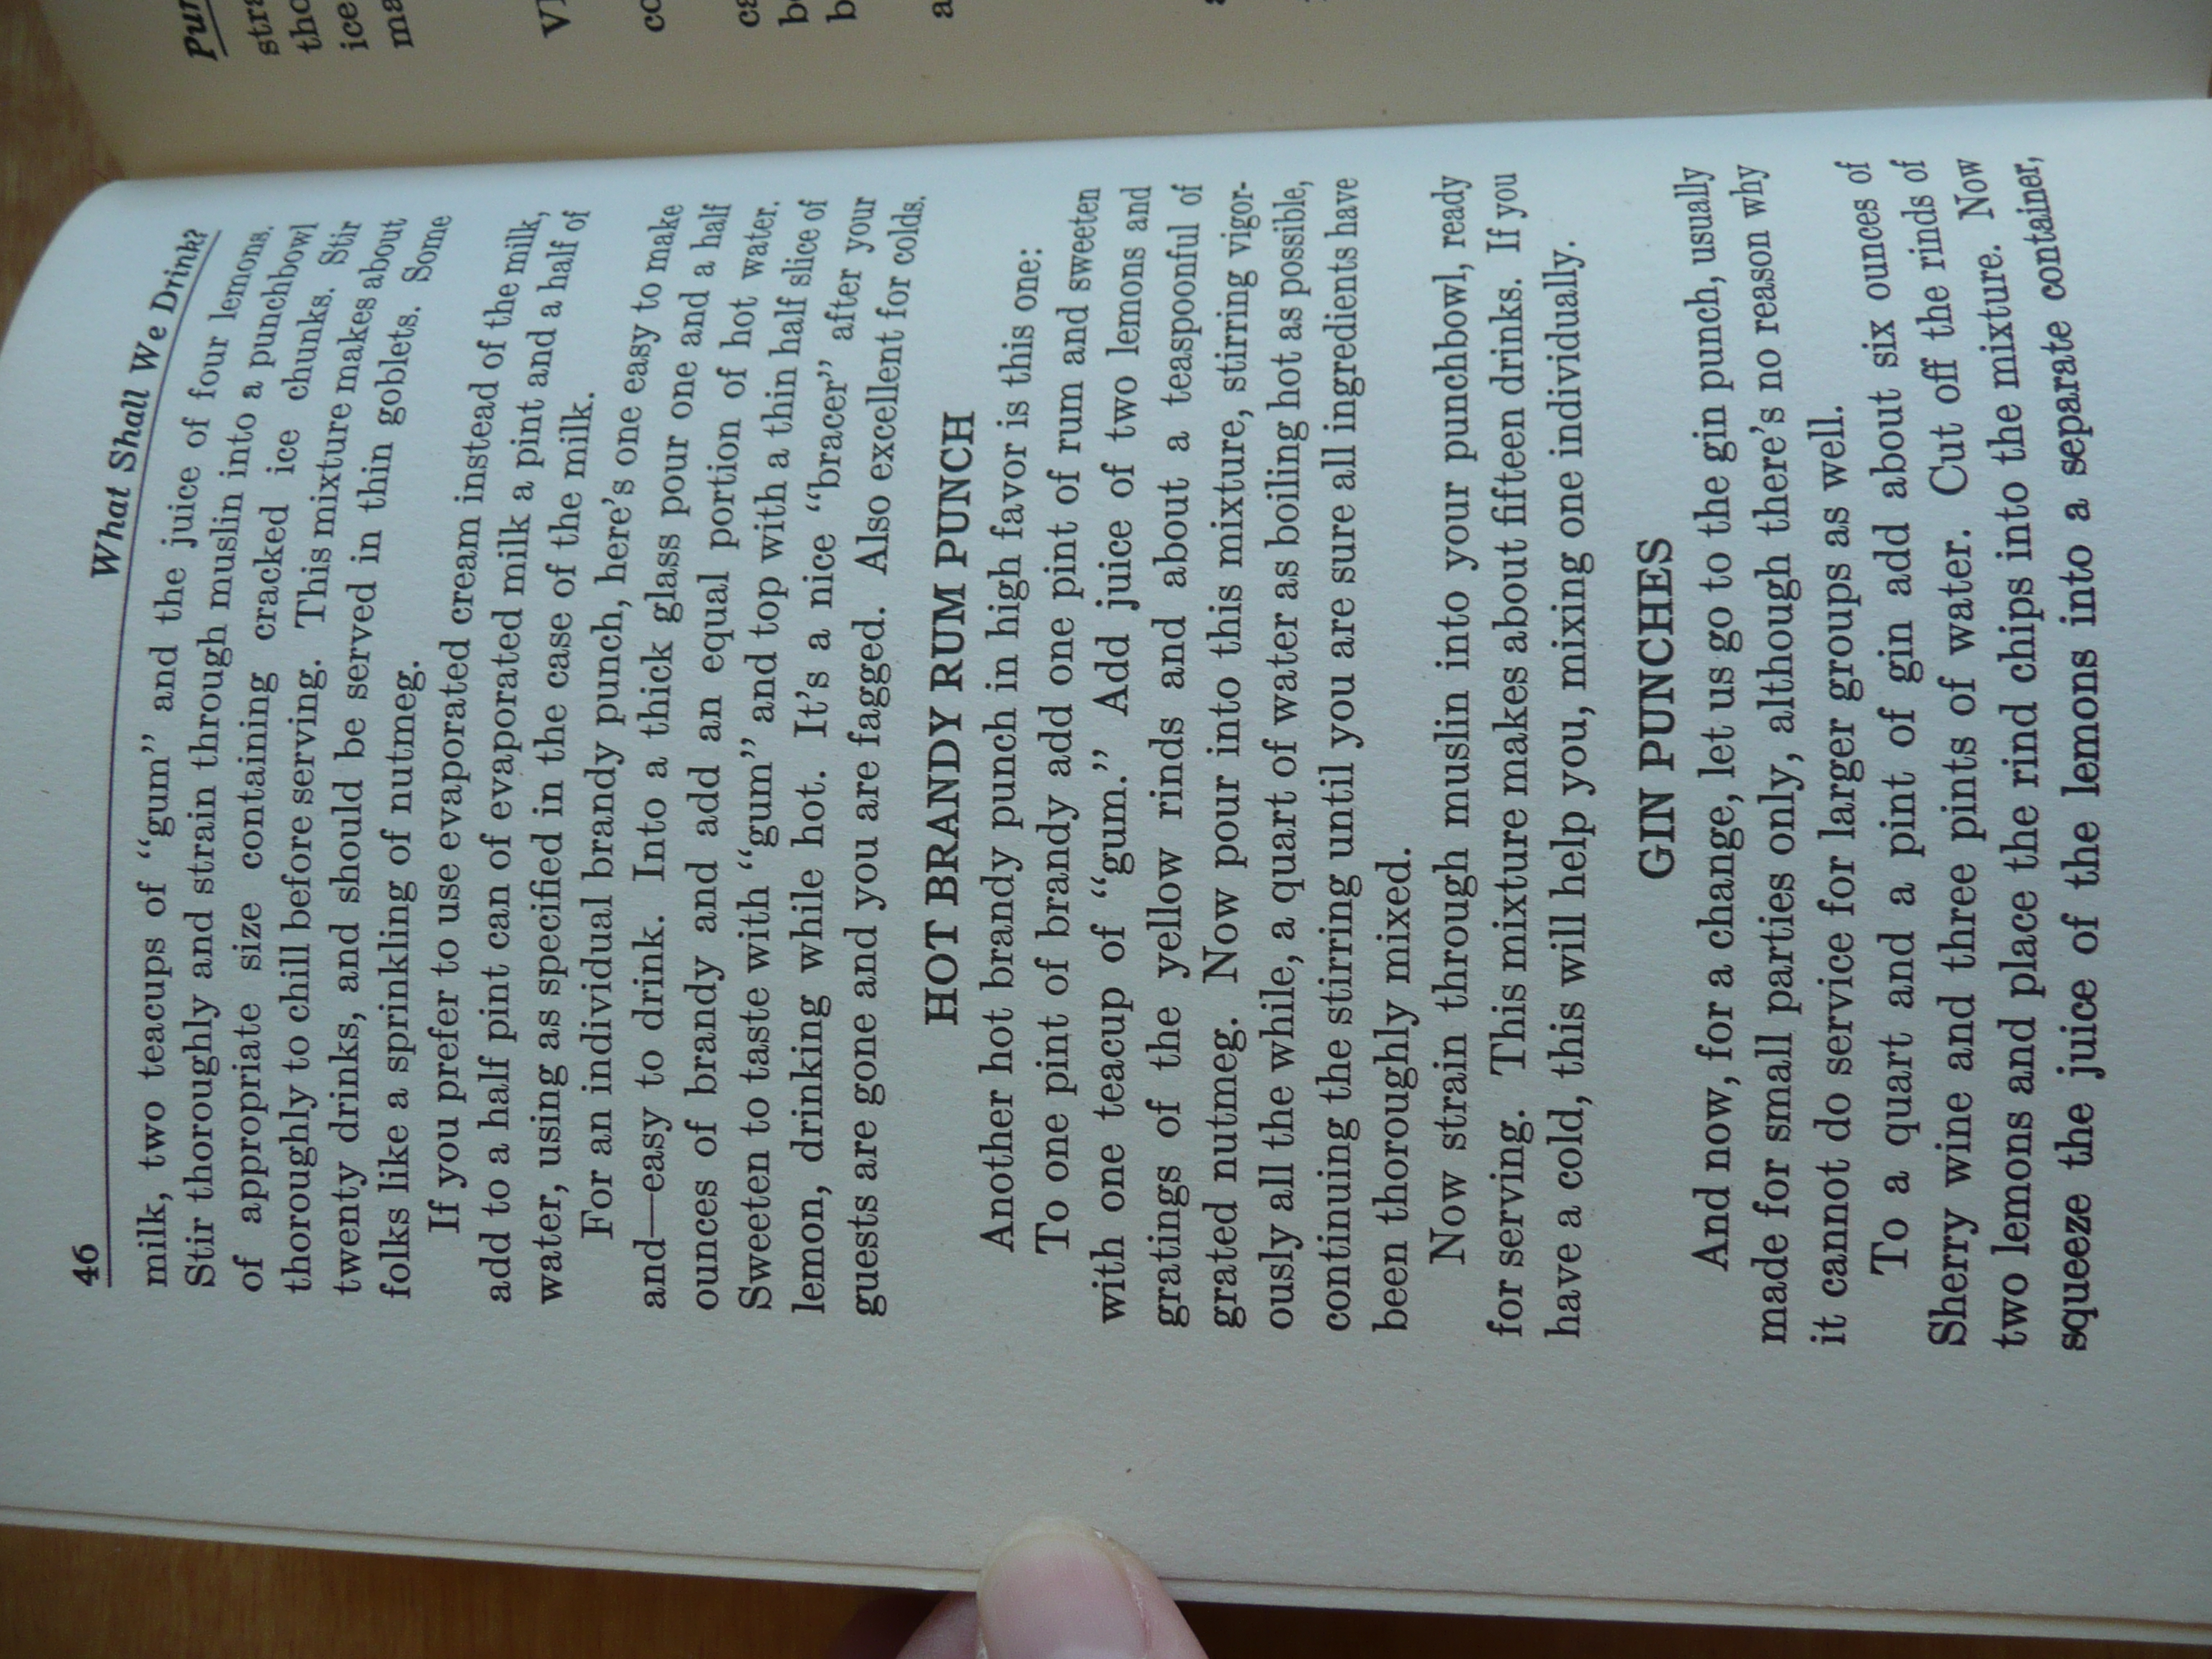 46 What Shall We Drink?
milk, two teacups of “gum” and the juice of four lemons.
Stir thoroughly and strain through muslin into a punchbowl
of appropriate size containing cracked ice chunks. Stir
thoroughly to chill before serving. This mixture makes about
twenty drinks, and should be served in thin goblets. Some
folks like a sprinkling of nutmeg.
If you prefer to use evaporated cream instead of the milk,
add to a half pint can of evaporated milk a pint and a half of
water, using as specified in the case of the milk.
For an individual brandy punch, here’s one easy to make
and—easy to drink. Into a thick glass pour one and a half
ounces of brandy and add an equal portion of hot water.
Sweeten to taste with “gum” and top with a thin half slice of
lemon, drinking while hot. It’s a nice “bracer” after your
guests are gone and you are fagged. Also excellent for colds.
HOT BRANDY RUM PUNCH
Another hot brandy punch in high favor is this one:
To one pint of brandy add one pint of rum and sweeten
with one teacup of “gum.” Add juice of two lemons and
gratings of the yellow rinds and about a teaspoonful of
grated nutmeg. Now pour into this mixture, stirring vigor-
ously all the while, a quart of water as boiling hot as possible,
continuing the stirring until you are sure all ingredients have
been thoroughly mixed.
Now strain through muslin into your punchbowl, ready
for serving. This mixture makes about fifteen drinks. If you
have a cold, this will help you, mixing one individually.
GIN PUNCHES
And now, for a change, let us go to the gin punch, usually
made for small parties only, although there’s no reason why
it cannot do service for larger groups as well.
To a quart and a pint of gin add about six ounces of
Sherry wine and three pints of water. Cut off the rinds of
two lemons and place the rind chips into the mixture. Now
squeeze the juice of the lemons into a separate container,
Pun
stra
tho
ice
ma